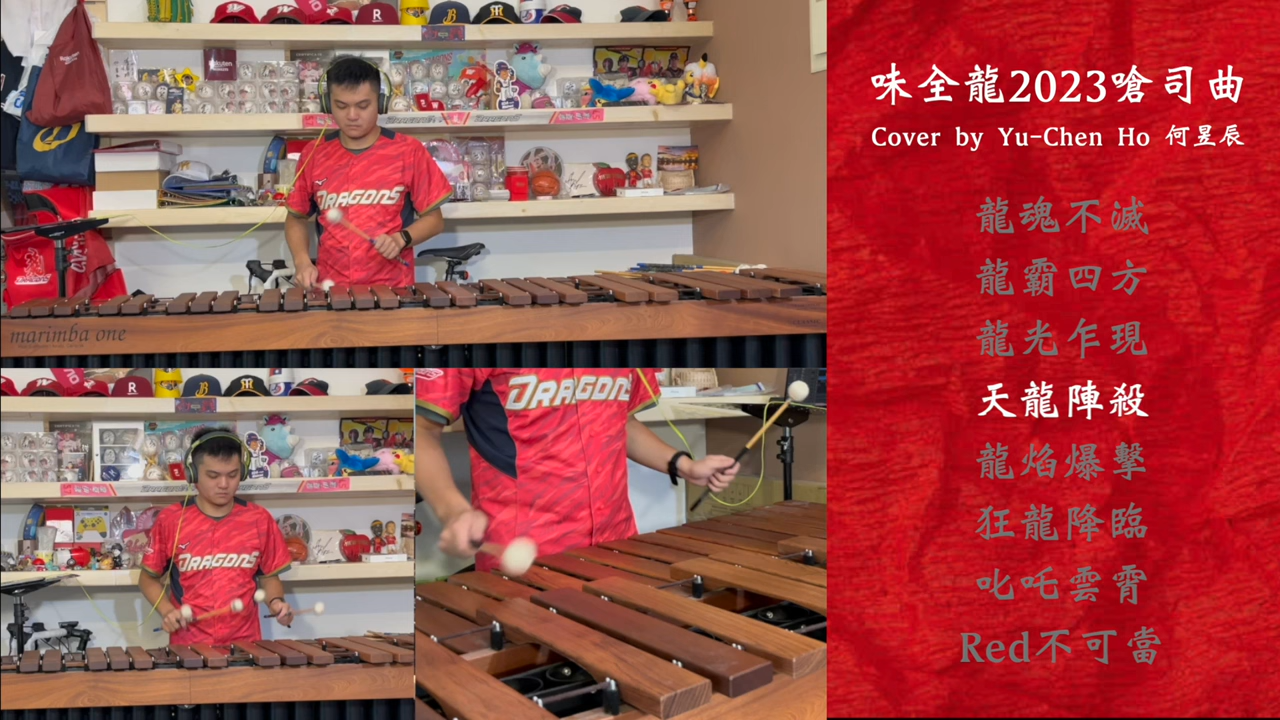 味全龍2023嗆司曲
Cover by Yu-Chen Ho 何昱辰
龍魂不滅
龍霸四方
龍光乍現
天龍陣殺
龍焰爆擊
狂龍降臨
叱吒雲霄
Red不可當
DRAGONS
marimba one
DRAGONS
DRAGONS